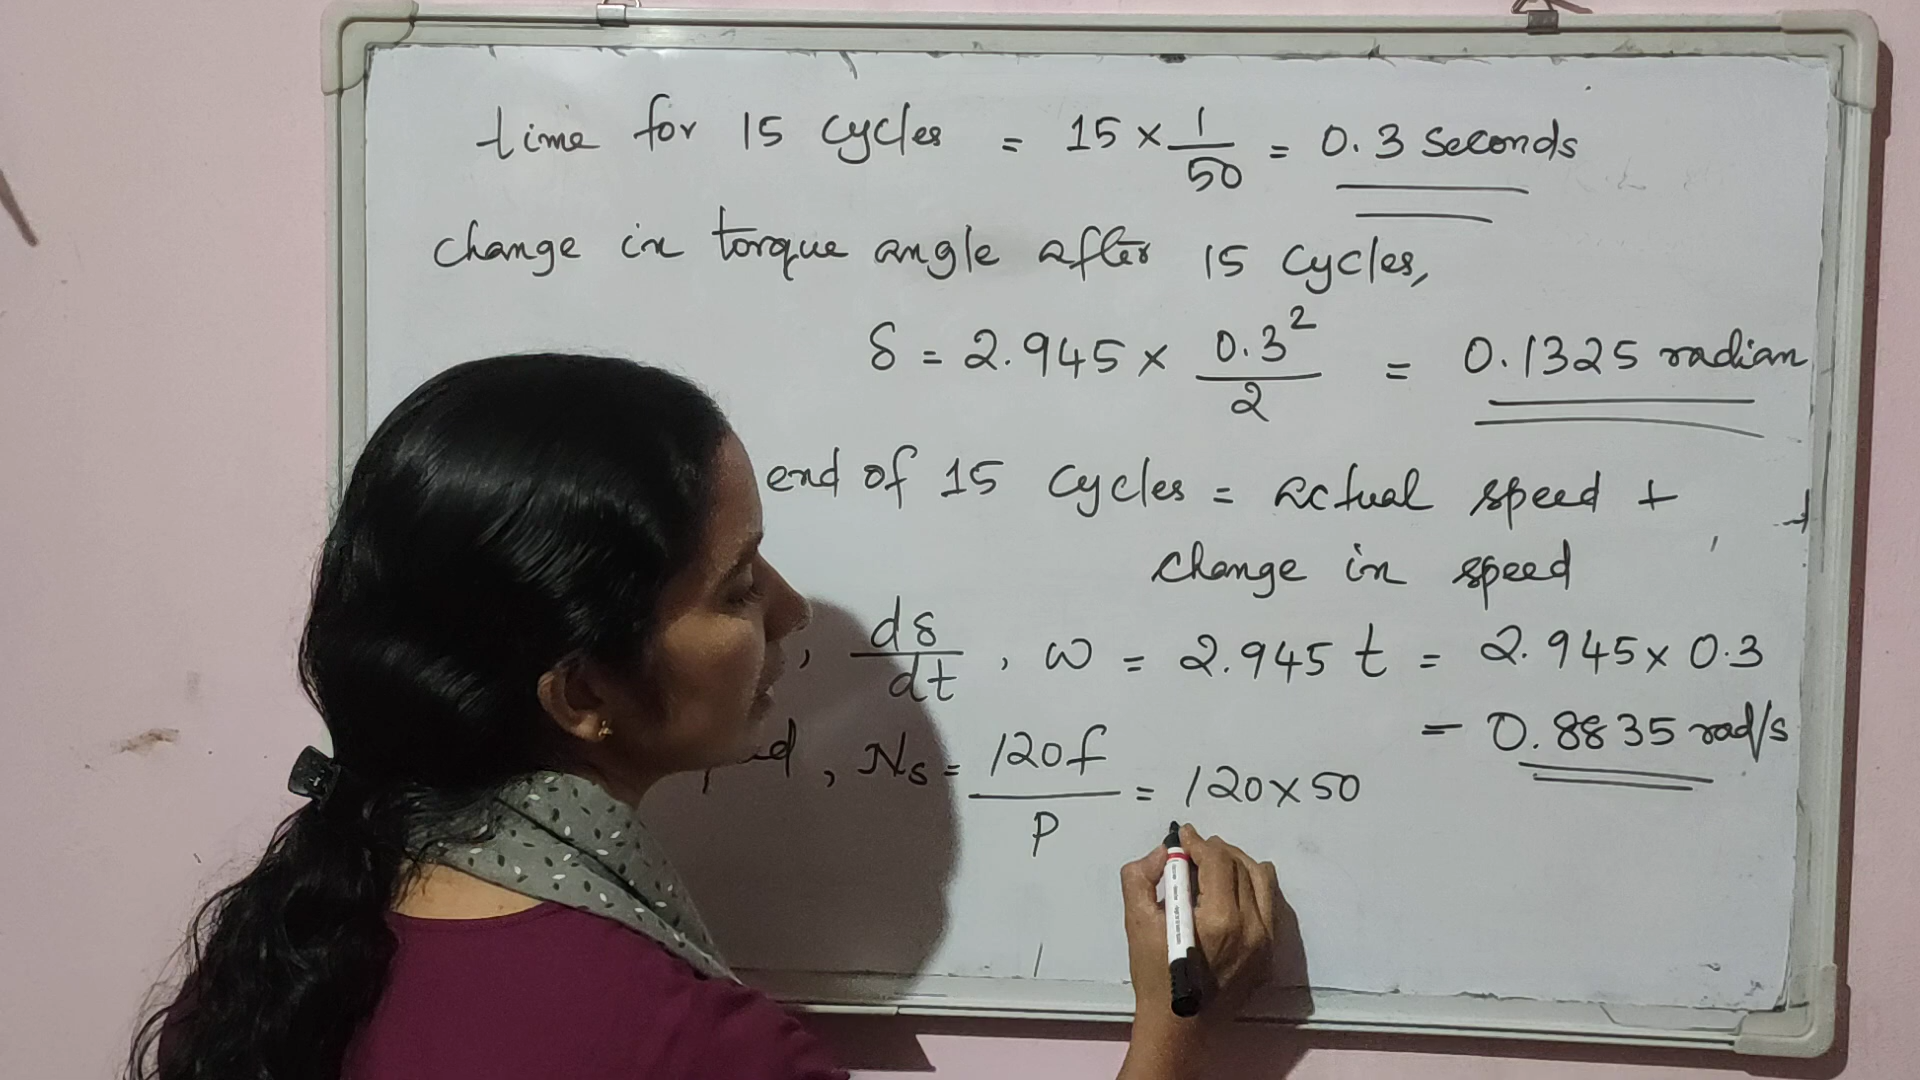 time for 15 cycles = 15 × 1/50 = 0.3 seconds
change in torque angle after 15 cycles,
δ = 2.945 × 0.3²/2 = 0.1325 radian
end of 15 cycles = actual speed +
change in speed
, dδ/dt , ω = 2.945 t = 2.945 × 0.3
= 0.8835 rad/s
, Ns = 120f/P = 120×50